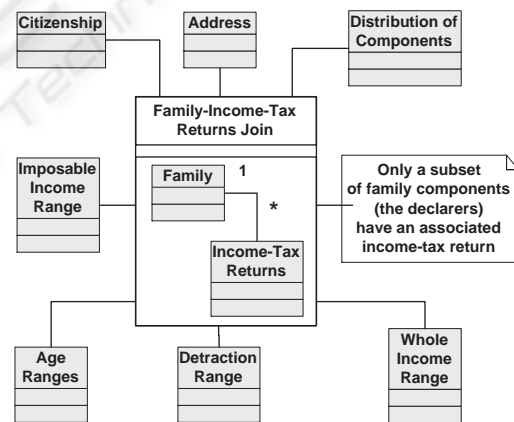 Citizenship
Address
Distribution of
Components
Family-Income-Tax
Returns Join
Imposable
Income
Range
Family
1
*
Income-Tax
Returns
Only a subset
of family components
(the declarers)
have an associated
income-tax return
Age
Ranges
Detraction
Range
Whole
Income
Range